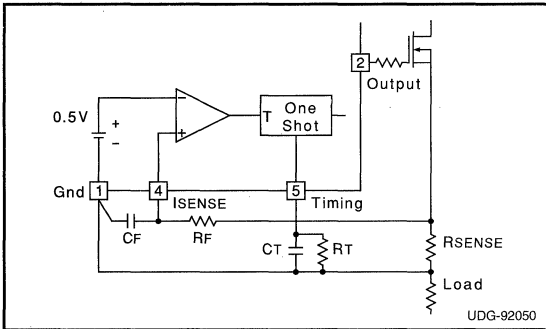 2
Output
0.5V
+
−
−
+
T
One
Shot
Gnd
1
4
5
ISENSE
Timing
CF
RF
CT
RT
RSENSE
Load
UDG-92050